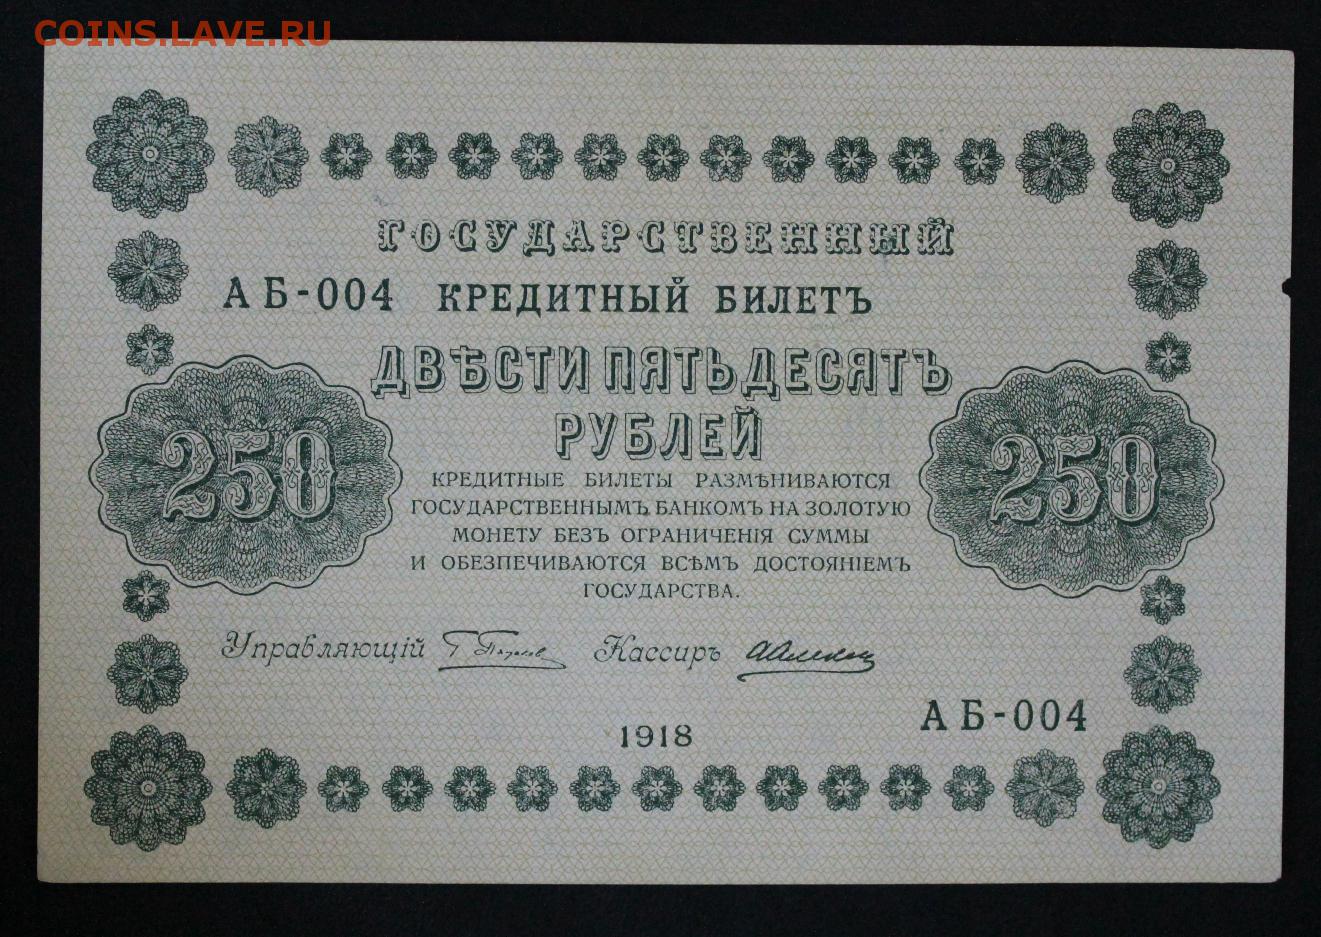 COINS.LAVE.RU
ГОСУДАРСТВЕННЫЙ
АБ-004 КРЕДИТНЫЙ БИЛЕТЪ
ДВѢСТИ ПЯТЬДЕСЯТЪ
РУБЛЕЙ
250
250
КРЕДИТНЫЕ БИЛЕТЫ РАЗМѢНИВАЮТСЯ
ГОСУДАРСТВЕННЫМЪ БАНКОМЪ НА ЗОЛОТУЮ
МОНЕТУ БЕЗЪ ОГРАНИЧЕНІЯ СУММЫ
И ОБЕЗПЕЧИВАЮТСЯ ВСѢМЪ ДОСТОЯНІЕМЪ
ГОСУДАРСТВА.
Управляющій Кассиръ
АБ-004
1918